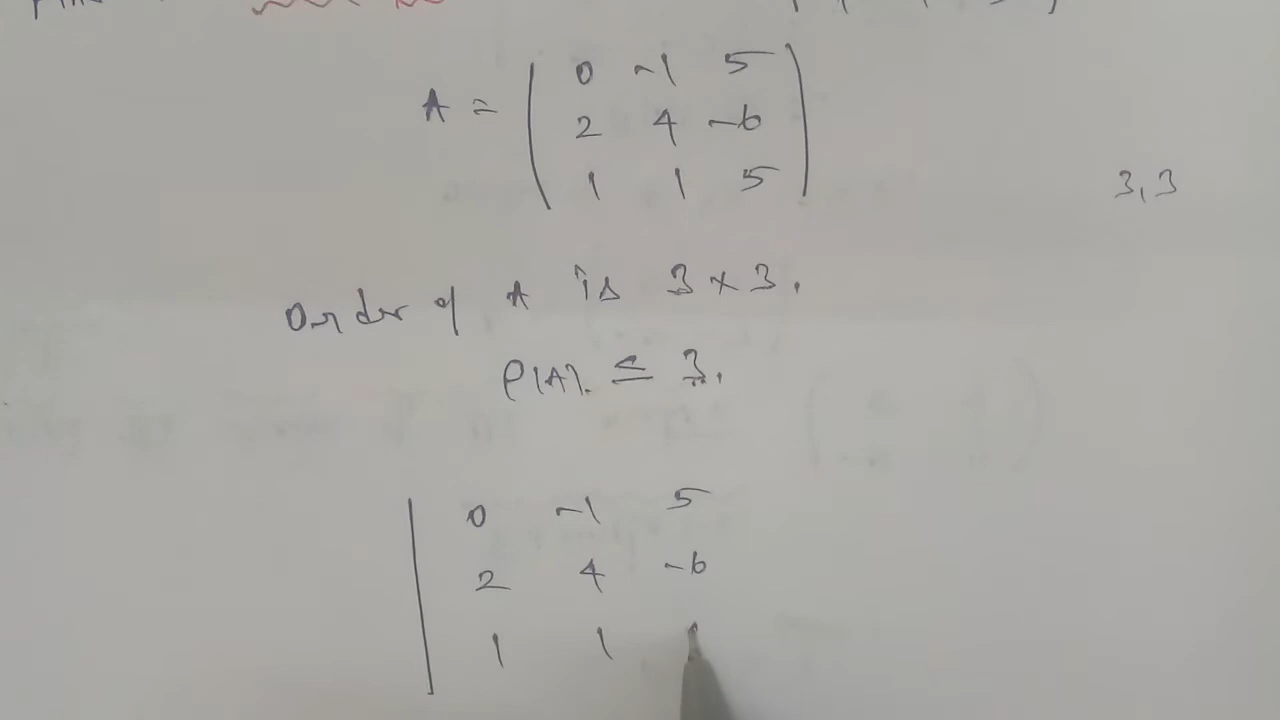 A = ( 0 -1 5
2 4 -6
1 1 5 )
3,3
Order of A is 3 × 3.
ρ(A). ≤ 3.
| 0 -1 5
2 4 -6
1 1